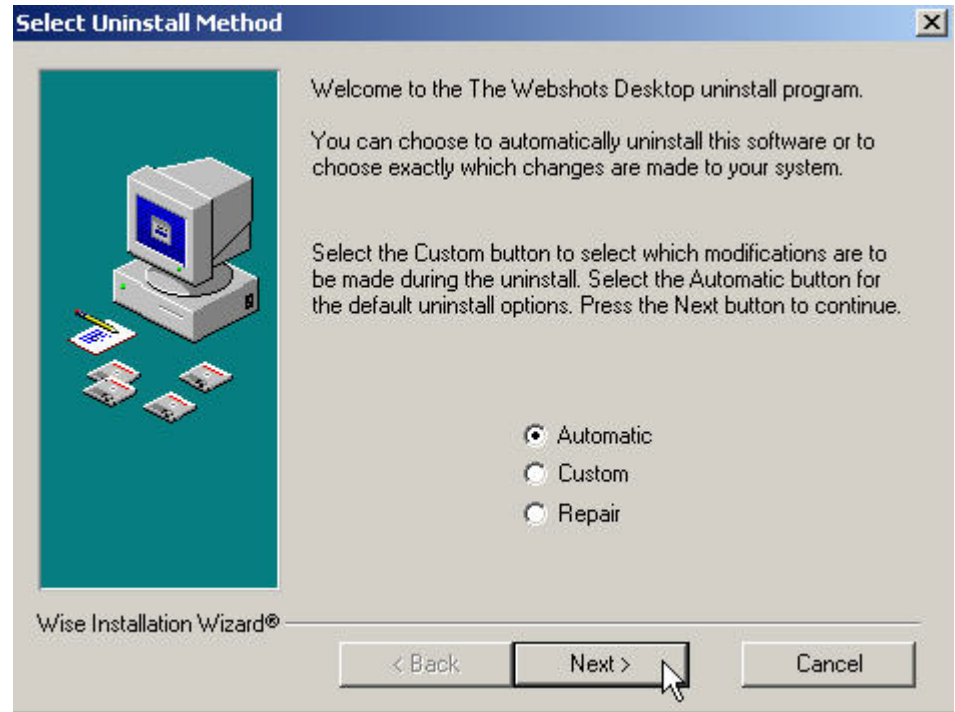 Select Uninstall Method
Welcome to the The Webshots Desktop uninstall program.
You can choose to automatically uninstall this software or to
choose exactly which changes are made to your system.
Select the Custom button to select which modifications are to
be made during the uninstall. Select the Automatic button for
the default uninstall options. Press the Next button to continue.
Automatic
Custom
Repair
Wise Installation Wizard®
< Back
Next >
Cancel